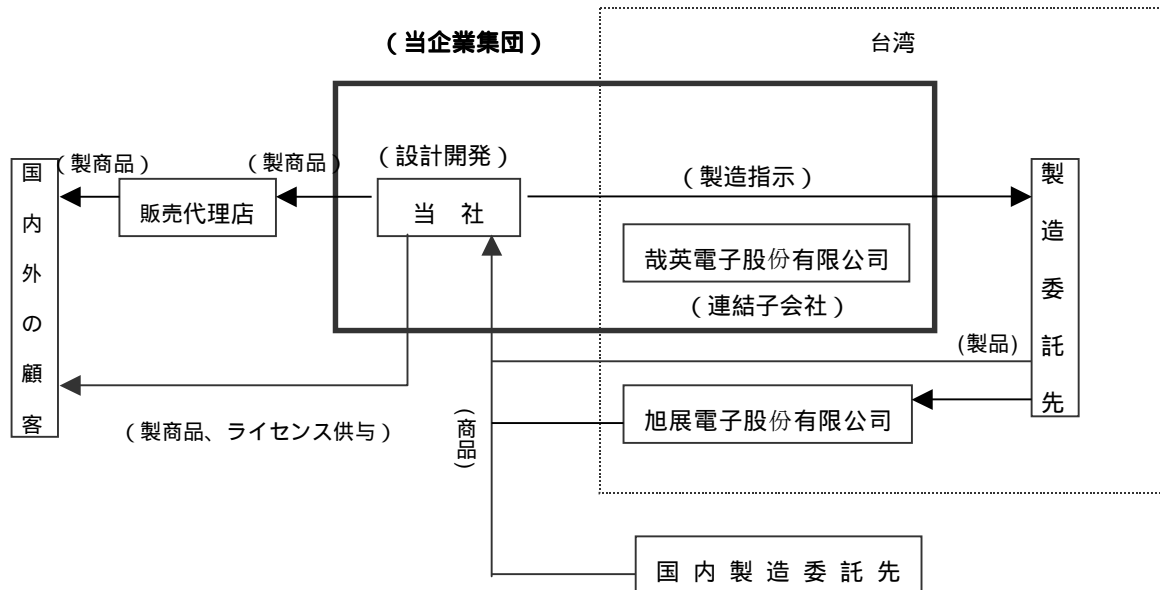 (当企業集団)
台湾
(製商品)
(製商品)
(設計開発)
(製造指示)
国内外の顧客
販売代理店
当 社
製造委託先
哉英電子股份有限公司
(連結子会社)
(製品)
旭展電子股份有限公司
(製商品、ライセンス供与)
(商品)
国 内 製 造 委 託 先